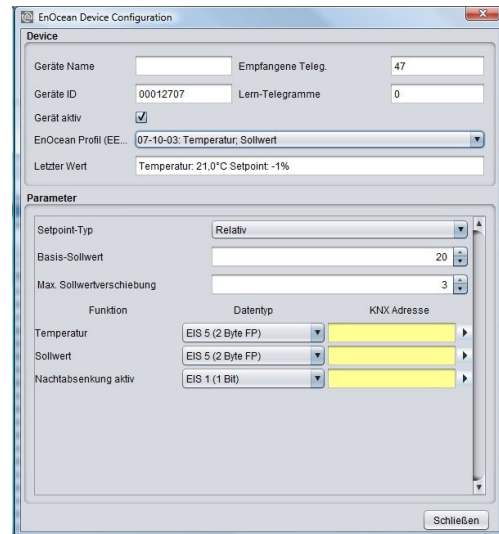 EnOcean Device Configuration
Device
Geräte Name Empfangene Teleg. 47
Geräte ID 00012707 Lern-Telegramme 0
Gerät aktiv
EnOcean Profil (EE... 07-10-03: Temperatur; Sollwert
Letzter Wert Temperatur: 21,0°C Setpoint: -1%
Parameter
Setpoint-Typ Relativ
Basis-Sollwert 20
Max. Sollwertverschiebung 3
Funktion Datentyp KNX Adresse
Temperatur EIS 5 (2 Byte FP)
Sollwert EIS 5 (2 Byte FP)
Nachtabsenkung aktiv EIS 1 (1 Bit)
Schließen